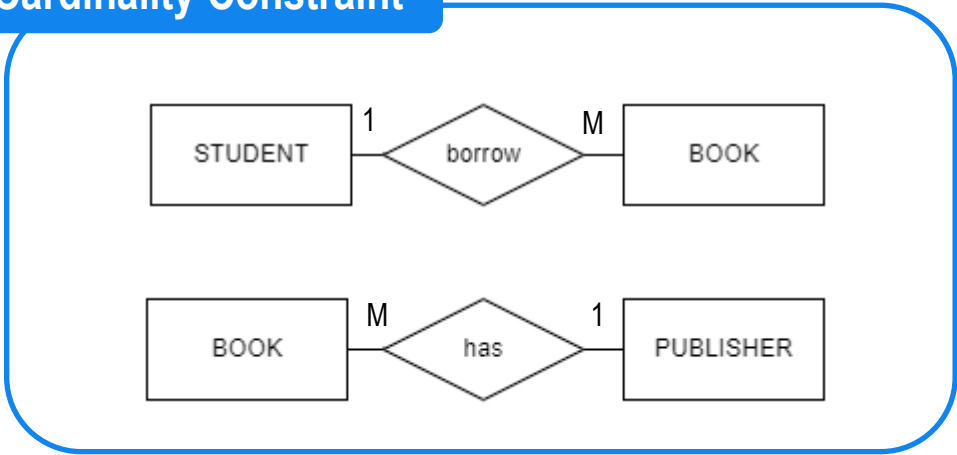 Cardinality Constraint
1
M
STUDENT
borrow
BOOK
M
1
BOOK
has
PUBLISHER